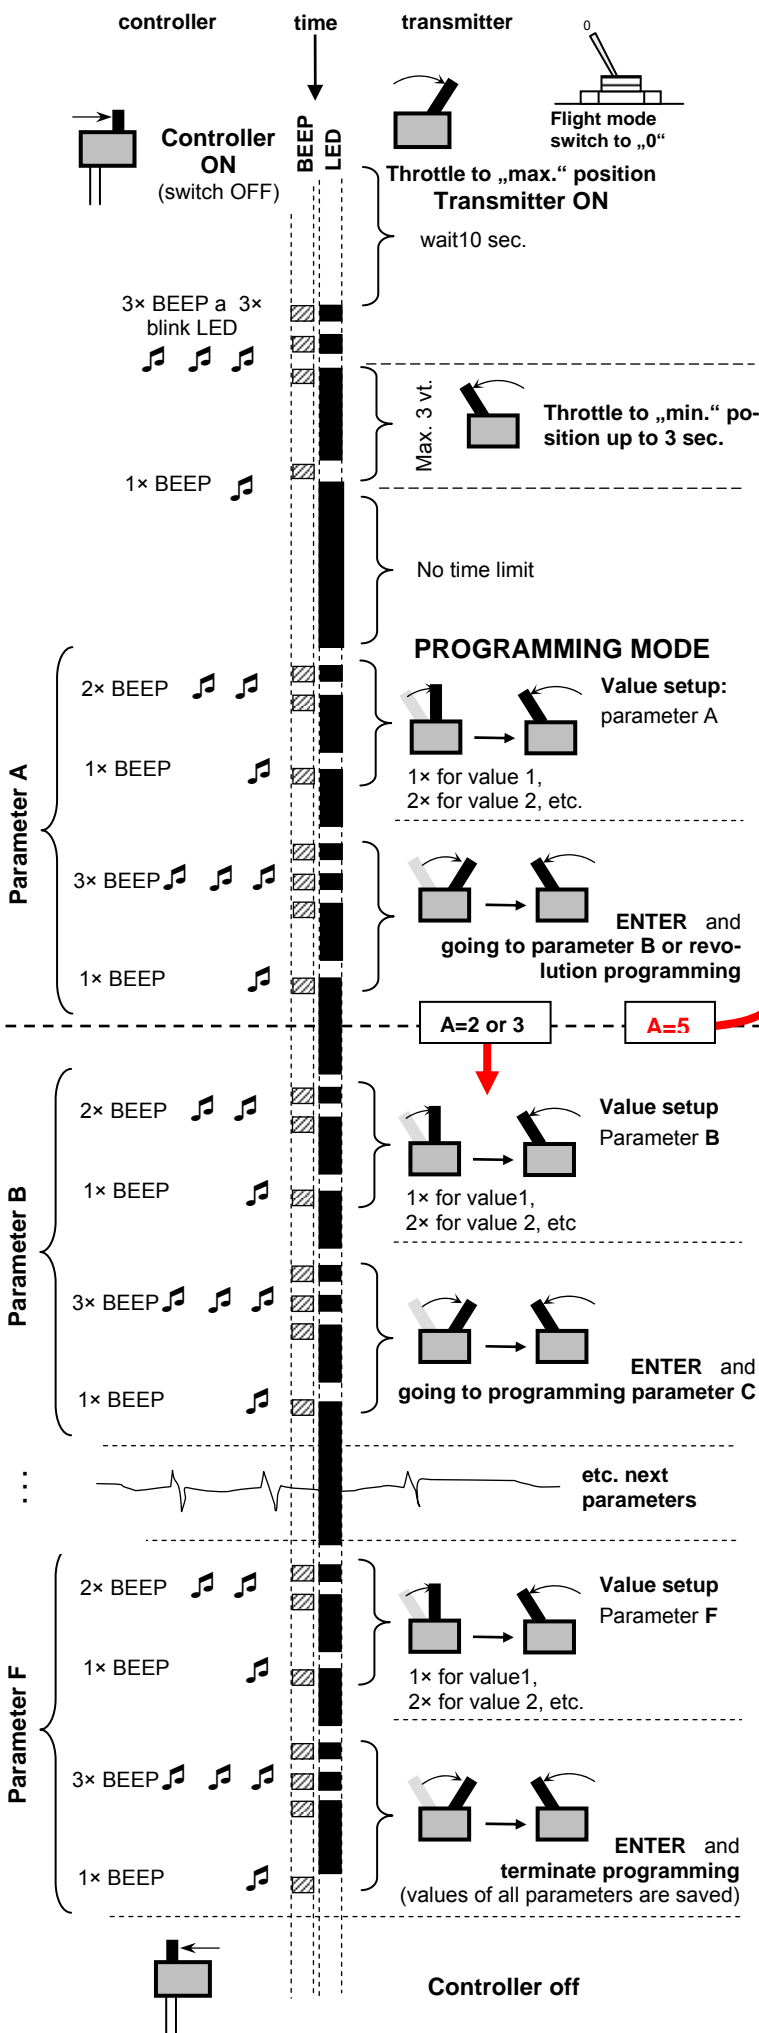 controller time transmitter
0
Flight mode
switch to „0“
Controller
ON
(switch OFF)
BEEP
LED
Throttle to „max.“ position
Transmitter ON
wait10 sec.
3× BEEP a 3×
blink LED
Max. 3 vt.
Throttle to „min.“ po-
sition up to 3 sec.
1× BEEP
No time limit
PROGRAMMING MODE
Parameter A
2× BEEP
Value setup:
parameter A
1× BEEP
1× for value 1,
2× for value 2, etc.
3× BEEP
ENTER and
going to parameter B or revo-
lution programming
1× BEEP
A=2 or 3
A=5
Parameter B
2× BEEP
Value setup
Parameter B
1× BEEP
1× for value1,
2× for value 2, etc
3× BEEP
ENTER and
going to programming parameter C
1× BEEP
...
etc. next
parameters
Parameter F
2× BEEP
Value setup
Parameter F
1× BEEP
1× for value1,
2× for value 2, etc.
3× BEEP
ENTER and
terminate programming
(values of all parameters are saved)
1× BEEP
Controller off